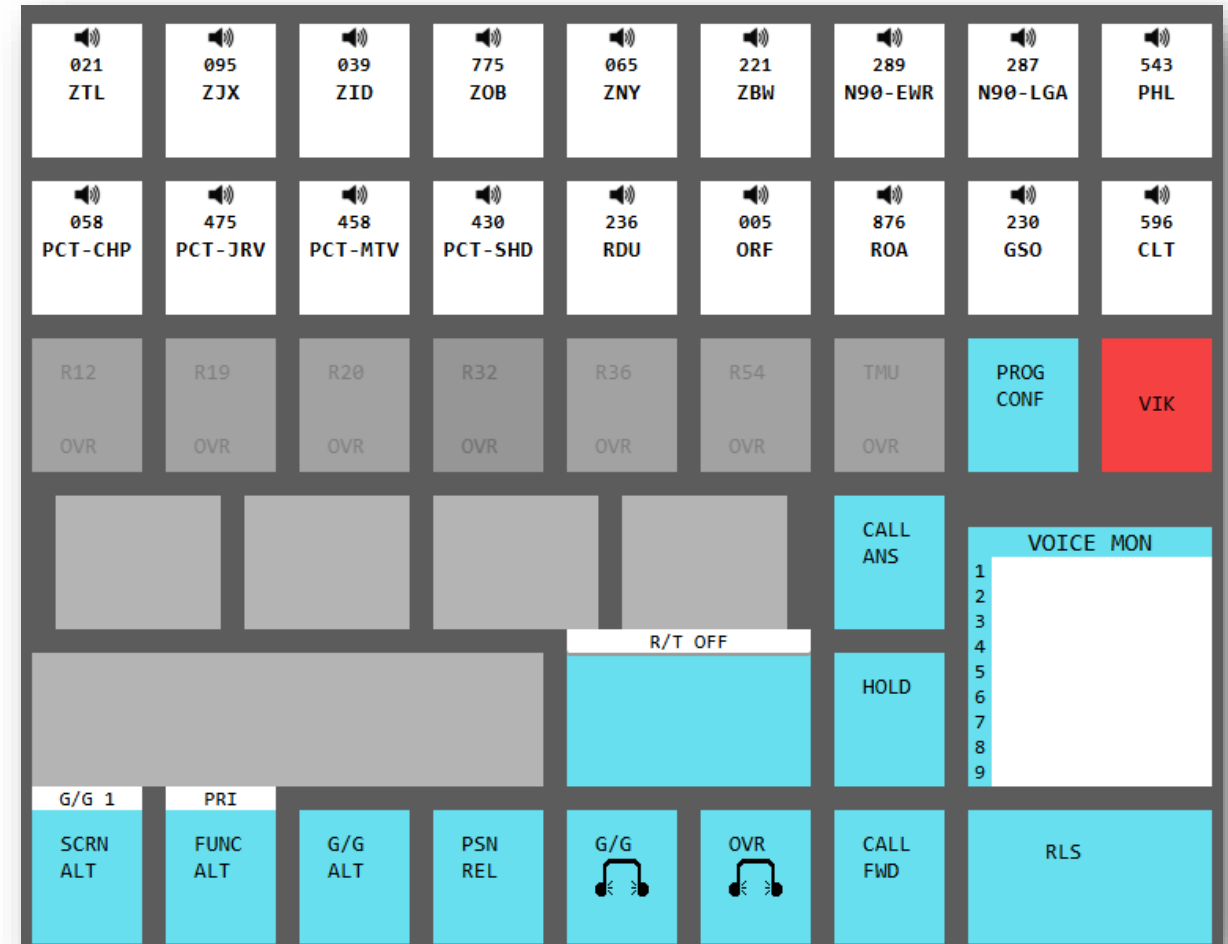 021
ZTL
095
ZJX
039
ZID
775
ZOB
065
ZNY
221
ZBW
289
N90-EWR
287
N90-LGA
543
PHL
058
PCT-CHP
475
PCT-JRV
458
PCT-MTV
430
PCT-SHD
236
RDU
005
ORF
876
ROA
230
GSO
596
CLT
R12
OVR
R19
OVR
R20
OVR
R32
OVR
R36
OVR
R54
OVR
TMU
OVR
PROG
CONF
VIK
CALL
ANS
VOICE MON
1
2
3
4
5
6
7
8
9
R/T OFF
HOLD
G/G 1
SCRN
ALT
PRI
FUNC
ALT
G/G
ALT
PSN
REL
G/G
OVR
CALL
FWD
RLS